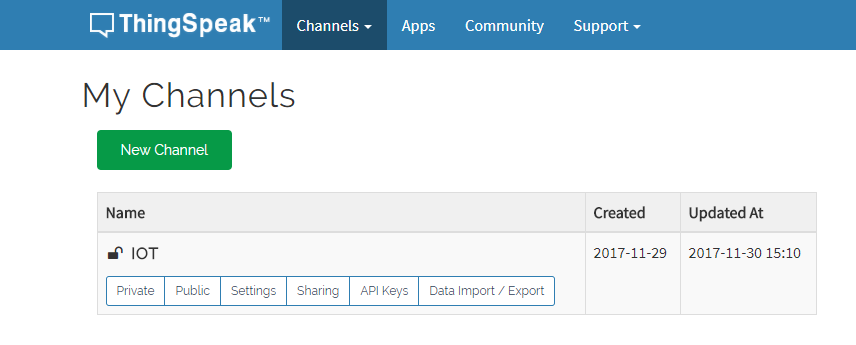 ThingSpeak™ Channels Apps Community Support
My Channels
New Channel
Name Created Updated At
IOT 2017-11-29 2017-11-30 15:10
Private Public Settings Sharing API Keys Data Import / Export